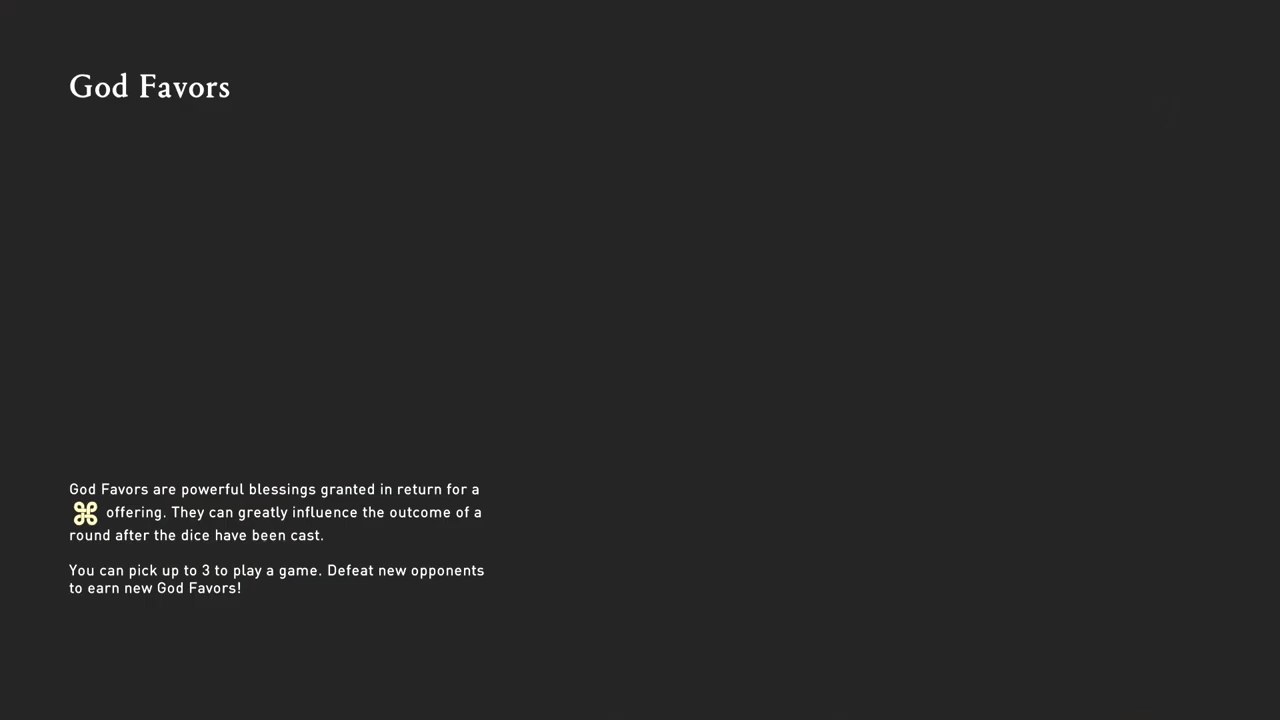 God Favors
God Favors are powerful blessings granted in return for a
⌘ offering. They can greatly influence the outcome of a
round after the dice have been cast.
You can pick up to 3 to play a game. Defeat new opponents
to earn new God Favors!